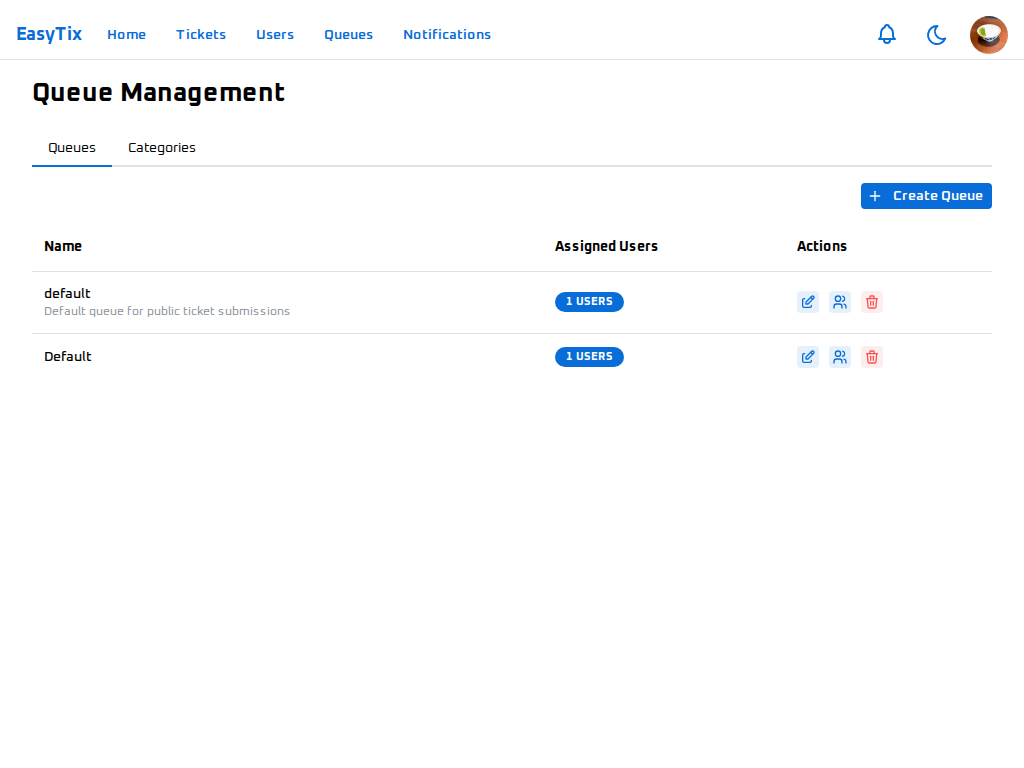 EasyTix Home Tickets Users Queues Notifications
Queue Management
Queues Categories
Create Queue
Name Assigned Users Actions
default
Default queue for public ticket submissions
1 USERS
Default
1 USERS